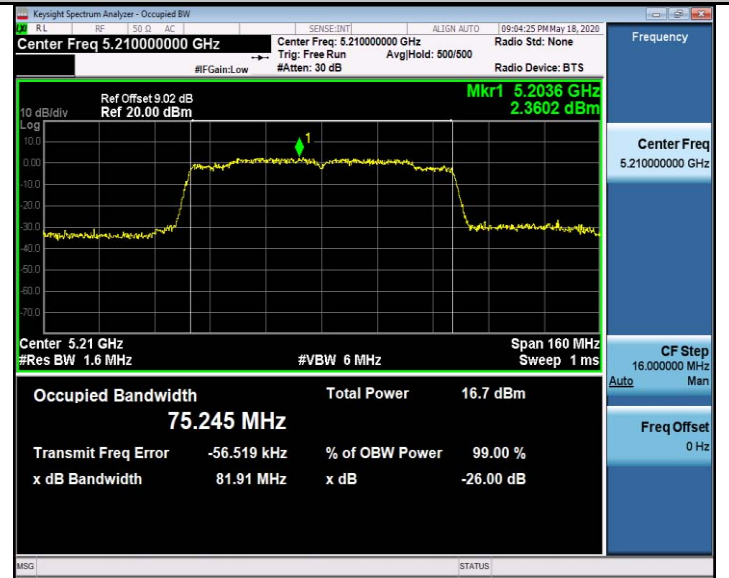 Keysight Spectrum Analyzer - Occupied BW
LXI RL RF 50 Ω AC SENSE:INT ALIGN AUTO 09:04:25 PM May 18, 2020
Center Freq 5.210000000 GHz Center Freq: 5.210000000 GHz Radio Std: None
Trig: Free Run Avg|Hold: 500/500
#IFGain:Low #Atten: 30 dB Radio Device: BTS
Frequency
Ref Offset 9.02 dB Mkr1 5.2036 GHz
10 dB/div Ref 20.00 dBm 2.3602 dBm
Log
10.0
0.00
-10.0
-20.0
-30.0
-40.0
-50.0
-60.0
-70.0
1
Center 5.21 GHz Span 160 MHz
#Res BW 1.6 MHz #VBW 6 MHz Sweep 1 ms
Occupied Bandwidth Total Power 16.7 dBm
75.245 MHz
Transmit Freq Error -56.519 kHz % of OBW Power 99.00 %
x dB Bandwidth 81.91 MHz x dB -26.00 dB
Center Freq
5.210000000 GHz
CF Step
16.000000 MHz
Auto Man
Freq Offset
0 Hz
MSG STATUS